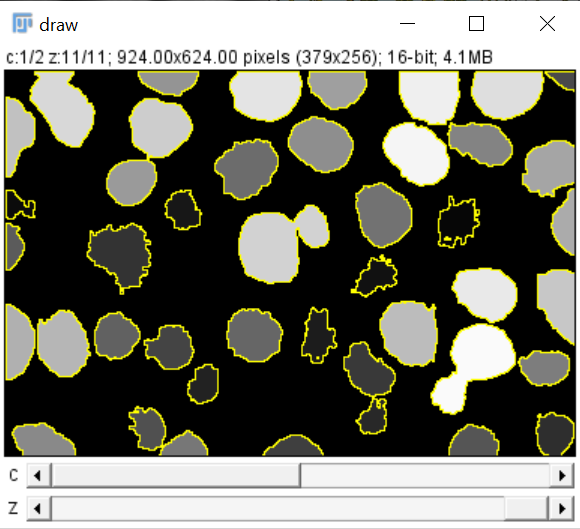 draw
c:1/2 z:11/11; 924.00x624.00 pixels (379x256); 16-bit; 4.1MB
C
Z